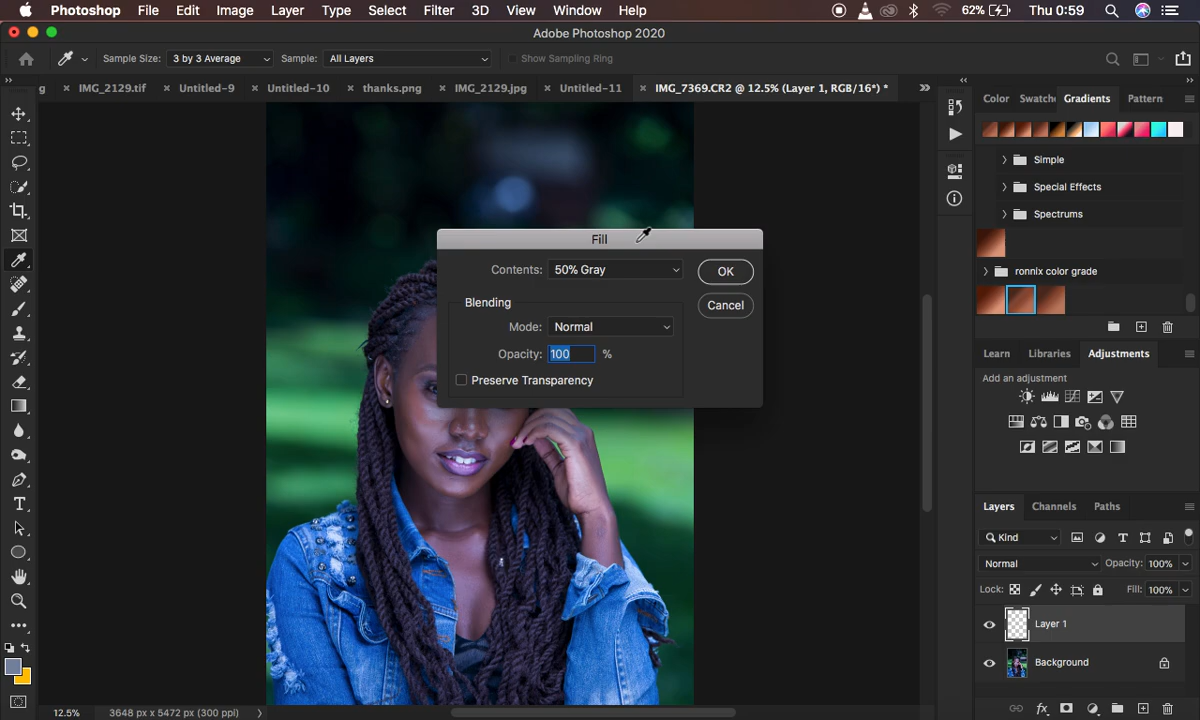 Photoshop File Edit Image Layer Type Select Filter 3D View Window Help 62% Thu 0:59
Adobe Photoshop 2020
Sample Size: 3 by 3 Average Sample: All Layers Show Sampling Ring
g × IMG_2129.tif × Untitled-9 × Untitled-10 × thanks.png × IMG_2129.jpg × Untitled-11 × IMG_7369.CR2 @ 12.5% (Layer 1, RGB/16*) *
Color Swatche Gradients Pattern
Simple
Special Effects
Spectrums
ronnix color grade
Fill
Contents: 50% Gray OK
Blending Cancel
Mode: Normal
Opacity: 100 %
Preserve Transparency
Learn Libraries Adjustments
Add an adjustment
Layers Channels Paths
Kind
Normal Opacity: 100%
Lock: Fill: 100%
Layer 1
Background
12.5% 3648 px x 5472 px (300 ppi)